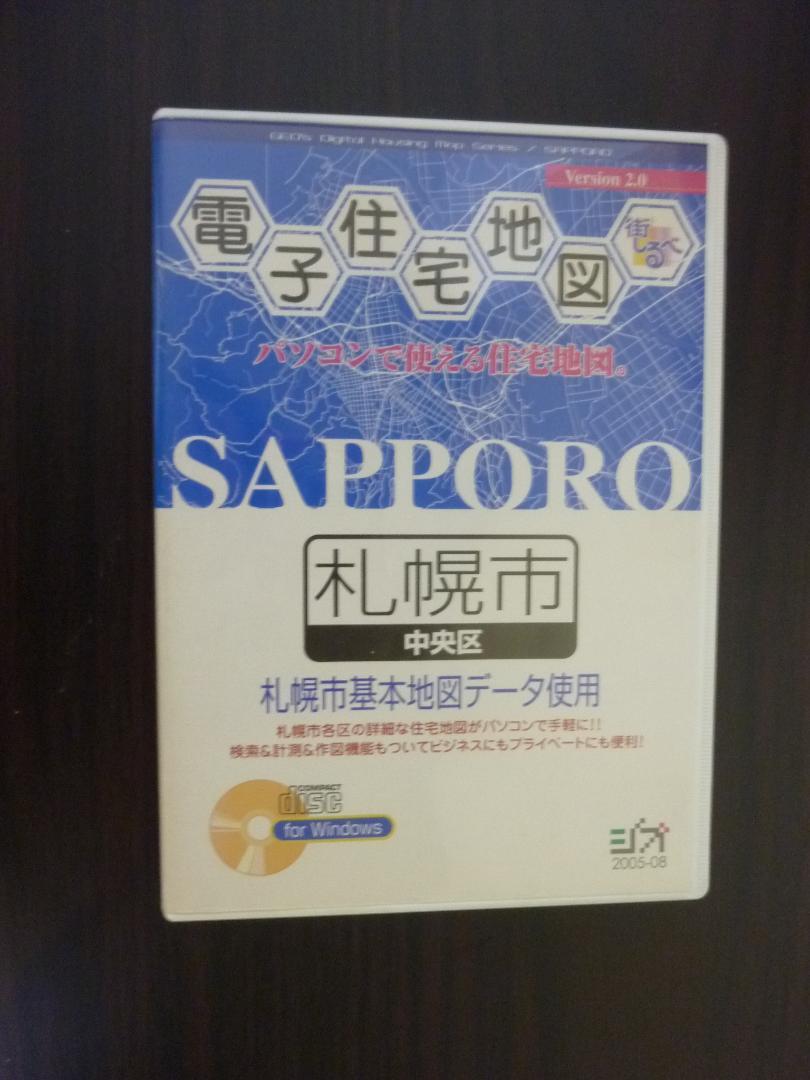 GEO's Digital Housing Map Series / SAPPORO
Version 2.0
電子住宅地図
街しるべ
パソコンで使える住宅地図。
SAPPORO
札幌市
中央区
札幌市基本地図データ使用
札幌市各区の詳細な住宅地図がパソコンで手軽に!!
検索&計測&作図機能もついてビジネスにもプライベートにも便利!
COMPACT
disc
for Windows
ジオ
2005-08